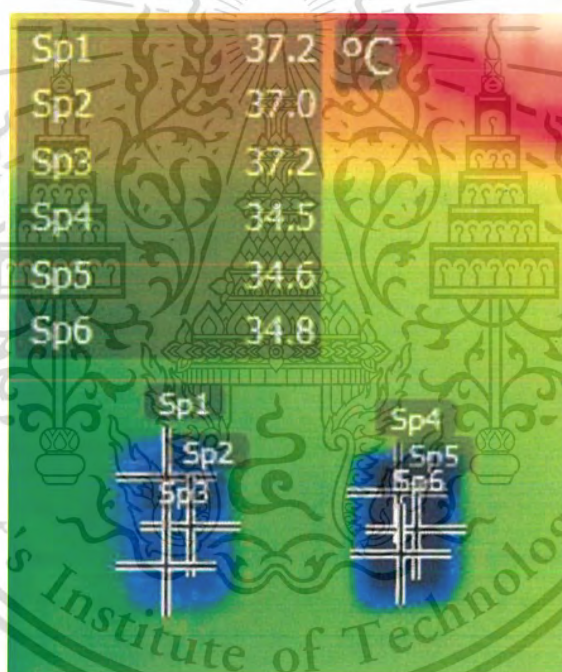 Sp1 37.2 °C
Sp2 37.0
Sp3 37.2
Sp4 34.5
Sp5 34.6
Sp6 34.8
Sp1
Sp4
Sp2
Sp5
Sp3
Sp6
's Institute of Technolo